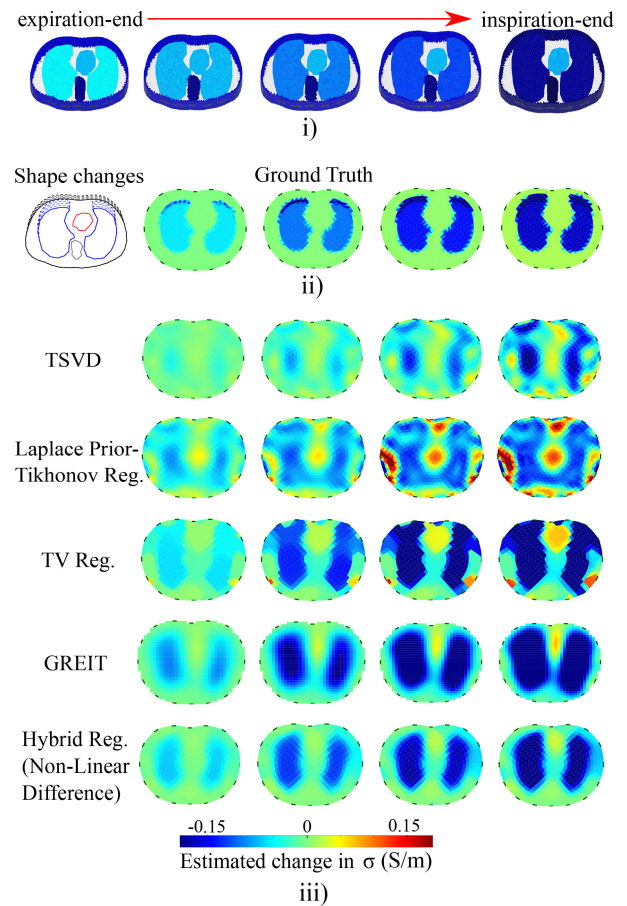 expiration-end
inspiration-end
i)
Shape changes
Ground Truth
ii)
TSVD
Laplace Prior-
Tikhonov Reg.
TV Reg.
GREIT
Hybrid Reg.
(Non-Linear
Difference)
-0.15 0 0.15
Estimated change in σ (S/m)
iii)